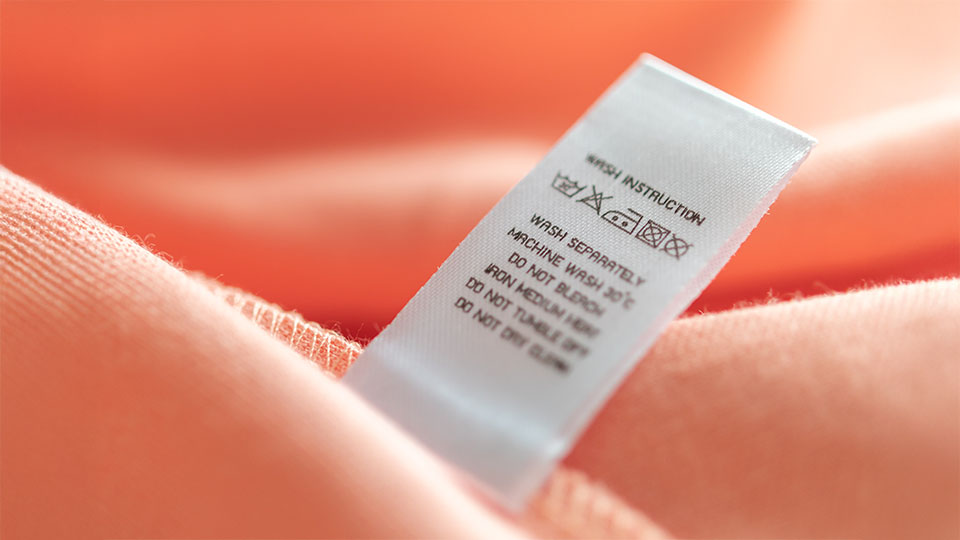 WASH INSTRUCTION
WASH SEPARATELY
MACHINE WASH 30°C
DO NOT BLEACH
IRON MEDIUM HEAT
DO NOT TUMBLE DRY
DO NOT DRY CLEAN